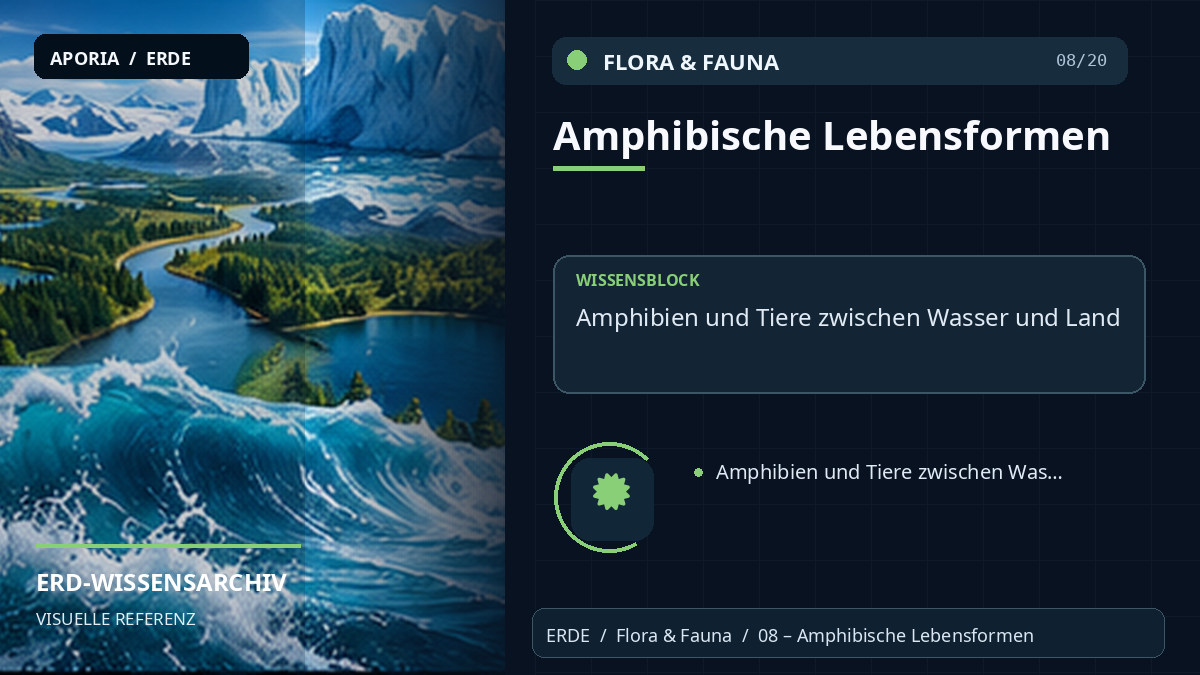 APORIA / ERDE
FLORA & FAUNA
08/20
Amphibische Lebensformen
WISSENSBLOCK
Amphibien und Tiere zwischen Wasser und Land
Amphibien und Tiere zwischen Was...
ERD-WISSENSARCHIV
VISUELLE REFERENZ
ERDE / Flora & Fauna / 08 – Amphibische Lebensformen